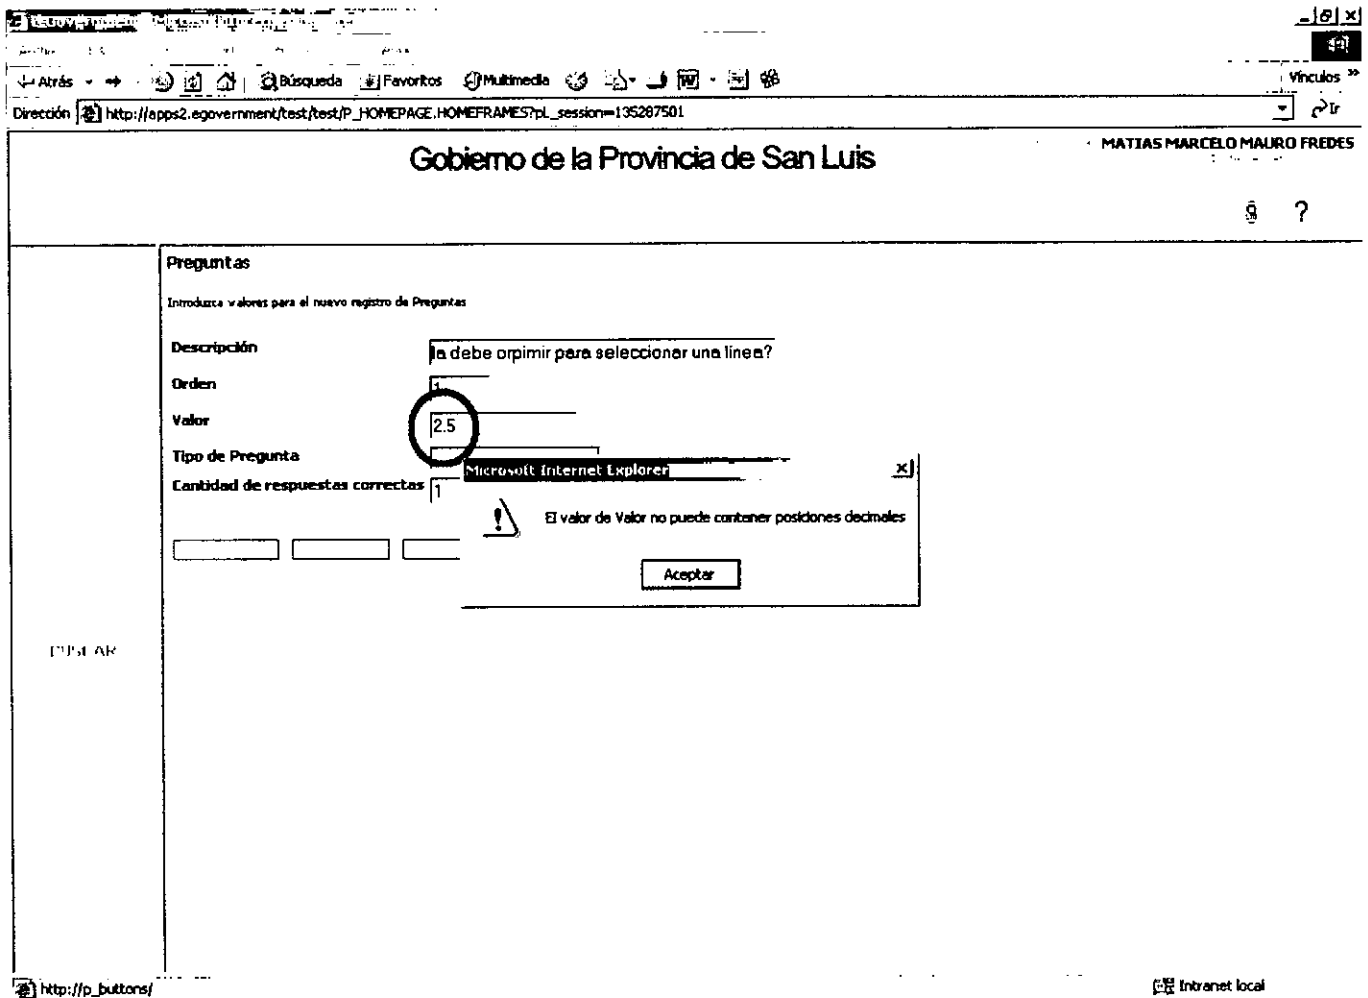 Atrás Búsqueda Favoritos Multimedia Vínculos »
Dirección http://apps2.egovernment/test/test/P_HOMEPAGE.HOMEFRAMES?pL_session=135287501 Ir
Gobierno de la Provincia de San Luis
MATIAS MARCELO MAURO FREDES
?
Preguntas
Introduzca valores para el nuevo registro de Preguntas
Descripción la debe orpimir para seleccionar una línea?
Orden 1
Valor 2.5
Tipo de Pregunta
Microsoft Internet Explorer
Cantidad de respuestas correctas 1
El valor de Valor no puede contener posiciones decimales
Aceptar
BUSCAR
http://p_buttons/ Intranet local